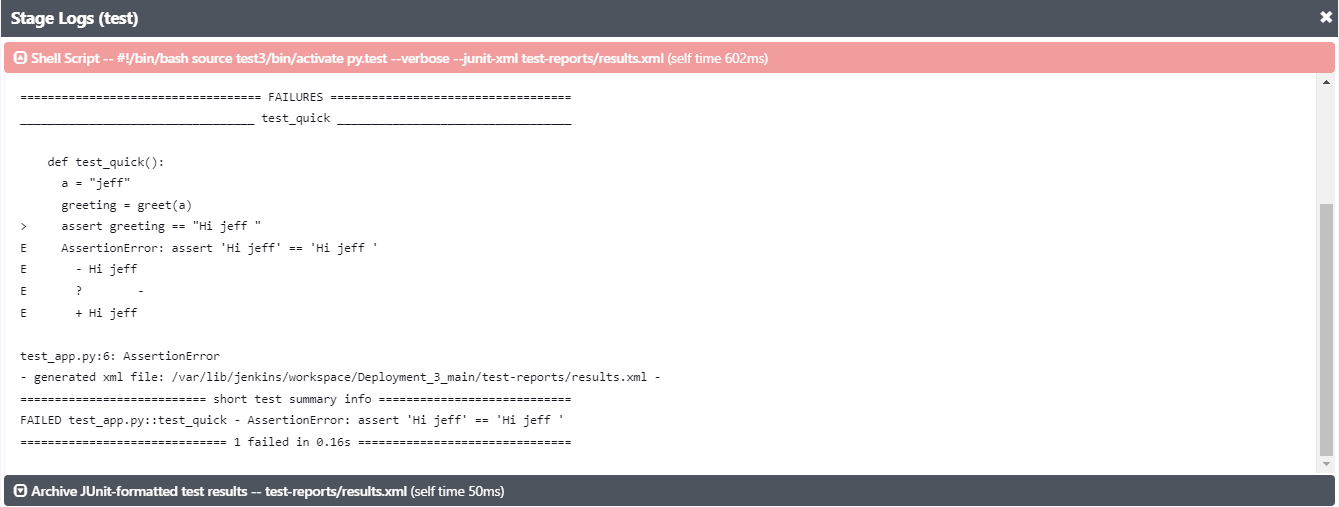 Stage Logs (test)
Shell Script -- #!/bin/bash source test3/bin/activate py.test --verbose --junit-xml test-reports/results.xml (self time 602ms)
=================================== FAILURES ===================================
__________________________________ test_quick __________________________________
    def test_quick():
      a = "jeff"
      greeting = greet(a)
>     assert greeting == "Hi jeff "
E     AssertionError: assert 'Hi jeff' == 'Hi jeff '
E       - Hi jeff
E       ?        -
E       + Hi jeff
test_app.py:6: AssertionError
- generated xml file: /var/lib/jenkins/workspace/Deployment_3_main/test-reports/results.xml -
=========================== short test summary info ============================
FAILED test_app.py::test_quick - AssertionError: assert 'Hi jeff' == 'Hi jeff '
============================== 1 failed in 0.16s ===============================
Archive JUnit-formatted test results -- test-reports/results.xml (self time 50ms)